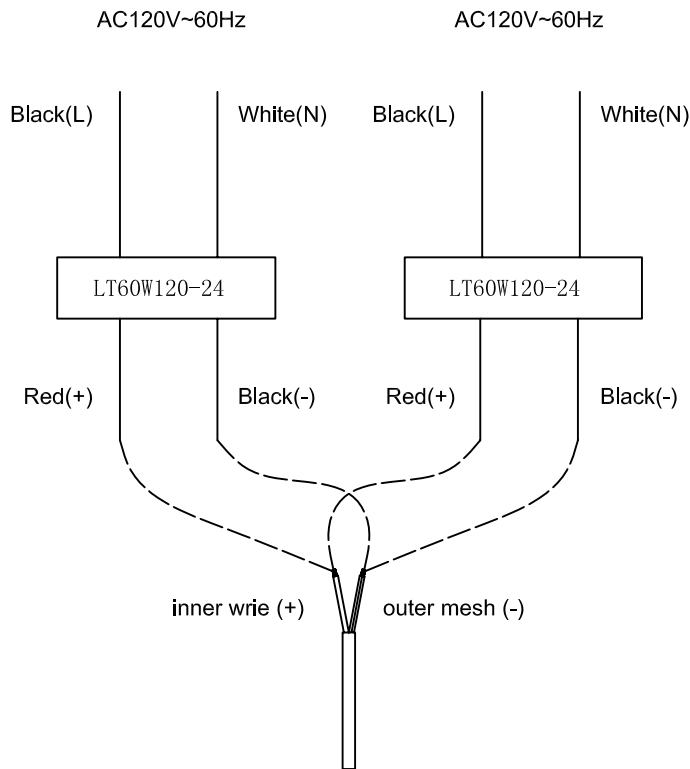 AC120V~60Hz AC120V~60Hz
Black(L) White(N) Black(L) White(N)
LT60W120-24 LT60W120-24
Red(+) Black(-) Red(+) Black(-)
inner wrie (+) outer mesh (-)